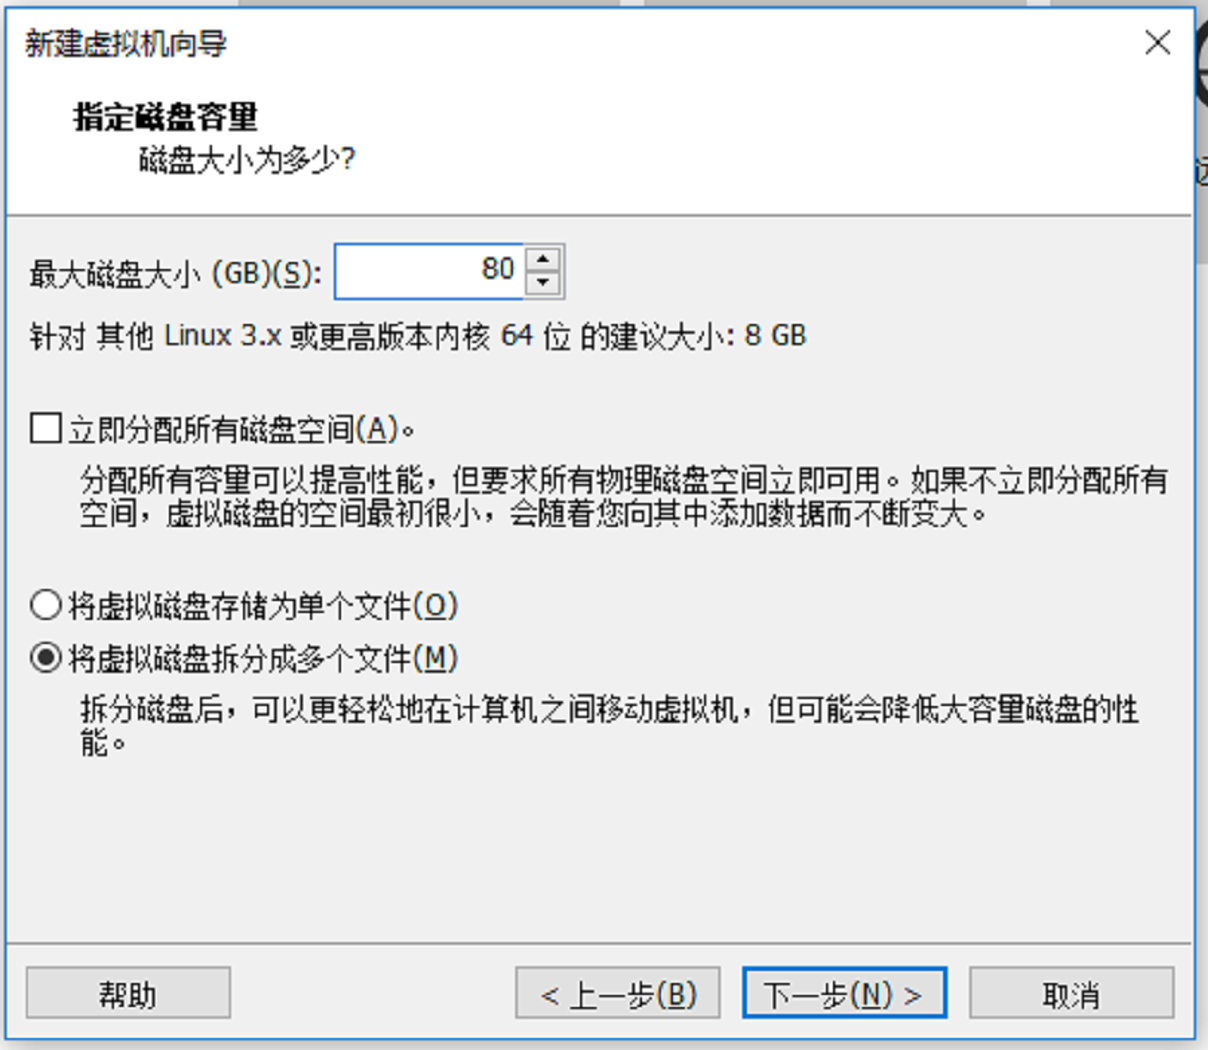 新建虚拟机向导
指定磁盘容量
磁盘大小为多少?
最大磁盘大小 (GB)(S): 80
针对 其他 Linux 3.x 或更高版本内核 64 位 的建议大小: 8 GB
立即分配所有磁盘空间(A)。
分配所有容量可以提高性能，但要求所有物理磁盘空间立即可用。如果不立即分配所有
空间，虚拟磁盘的空间最初很小，会随着您向其中添加数据而不断变大。
将虚拟磁盘存储为单个文件(O)
将虚拟磁盘拆分成多个文件(M)
拆分磁盘后，可以更轻松地在计算机之间移动虚拟机，但可能会降低大容量磁盘的性
能。
帮助 < 上一步(B) 下一步(N) > 取消